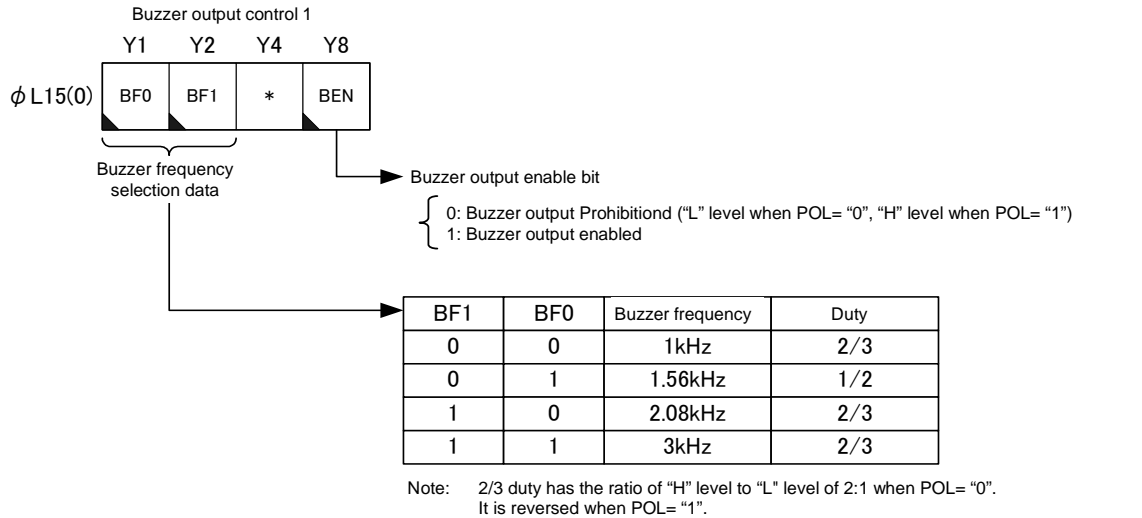 Buzzer output control 1
Y1 Y2 Y4 Y8
φL15(0) BF0 BF1 * BEN
Buzzer frequency
selection data
Buzzer output enable bit
0: Buzzer output Prohibitiond (“L” level when POL= “0”, “H” level when POL= “1”)
1: Buzzer output enabled
BF1 BF0 Buzzer frequency Duty
0 0 1kHz 2/3
0 1 1.56kHz 1/2
1 0 2.08kHz 2/3
1 1 3kHz 2/3
Note: 2/3 duty has the ratio of “H” level to “L" level of 2:1 when POL= “0”.
It is reversed when POL= “1”.